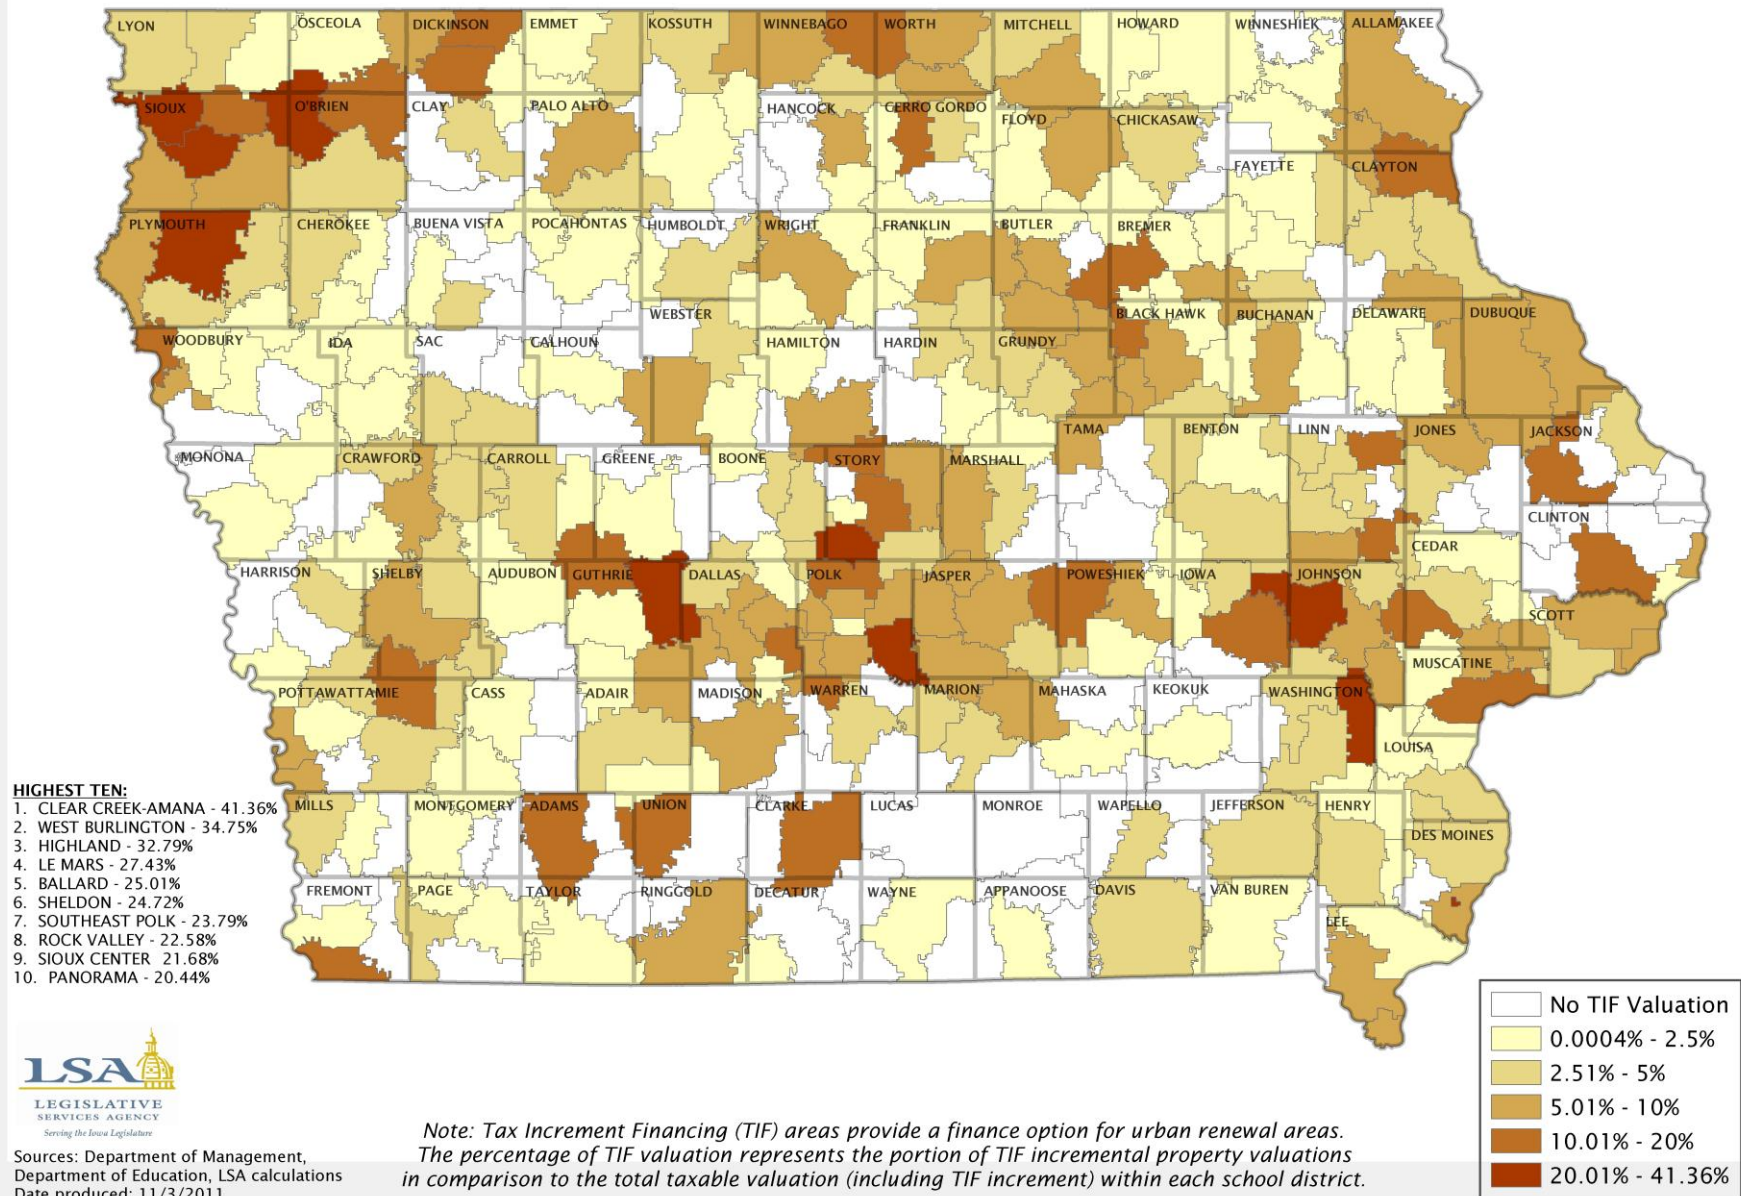 LYON
OSCEOLA
DICKINSON
EMMET
KOSSUTH
WINNEBAGO
WORTH
MITCHELL
HOWARD
WINNESHIEK
ALLAMAKEE
SIOUX
O'BRIEN
CLAY
PALO ALTO
HANCOCK
CERRO GORDO
FLOYD
CHICKASAW
FAYETTE
CLAYTON
PLYMOUTH
CHEROKEE
BUENA VISTA
POCAHONTAS
HUMBOLDT
WRIGHT
FRANKLIN
BUTLER
BREMER
WOODBURY
IDA
SAC
CALHOUN
WEBSTER
HAMILTON
HARDIN
GRUNDY
BLACK HAWK
BUCHANAN
DELAWARE
DUBUQUE
MONONA
CRAWFORD
CARROLL
GREENE
BOONE
STORY
MARSHALL
TAMA
BENTON
LINN
JONES
JACKSON
CLINTON
CEDAR
HARRISON
SHELBY
AUDUBON
GUTHRIE
DALLAS
POLK
JASPER
POWESHIEK
IOWA
JOHNSON
SCOTT
MUSCATINE
POTTAWATTAMIE
CASS
ADAIR
MADISON
WARREN
MARION
MAHASKA
KEOKUK
WASHINGTON
LOUISA
MILLS
MONTGOMERY
ADAMS
UNION
CLARKE
LUCAS
MONROE
WAPELLO
JEFFERSON
HENRY
DES MOINES
FREMONT
PAGE
TAYLOR
RINGGOLD
DECATUR
WAYNE
APPANOOSE
DAVIS
VAN BUREN
LEE
HIGHEST TEN:
1. CLEAR CREEK-AMANA - 41.36%
2. WEST BURLINGTON - 34.75%
3. HIGHLAND - 32.79%
4. LE MARS - 27.43%
5. BALLARD - 25.01%
6. SHELDON - 24.72%
7. SOUTHEAST POLK - 23.79%
8. ROCK VALLEY - 22.58%
9. SIOUX CENTER 21.68%
10. PANORAMA - 20.44%
No TIF Valuation
0.0004% - 2.5%
2.51% - 5%
5.01% - 10%
10.01% - 20%
20.01% - 41.36%
LSA
LEGISLATIVE
SERVICES AGENCY
Serving the Iowa Legislature
Sources: Department of Management,
Department of Education, LSA calculations
Date produced: 11/3/2011
Note: Tax Increment Financing (TIF) areas provide a finance option for urban renewal areas.
The percentage of TIF valuation represents the portion of TIF incremental property valuations
in comparison to the total taxable valuation (including TIF increment) within each school district.